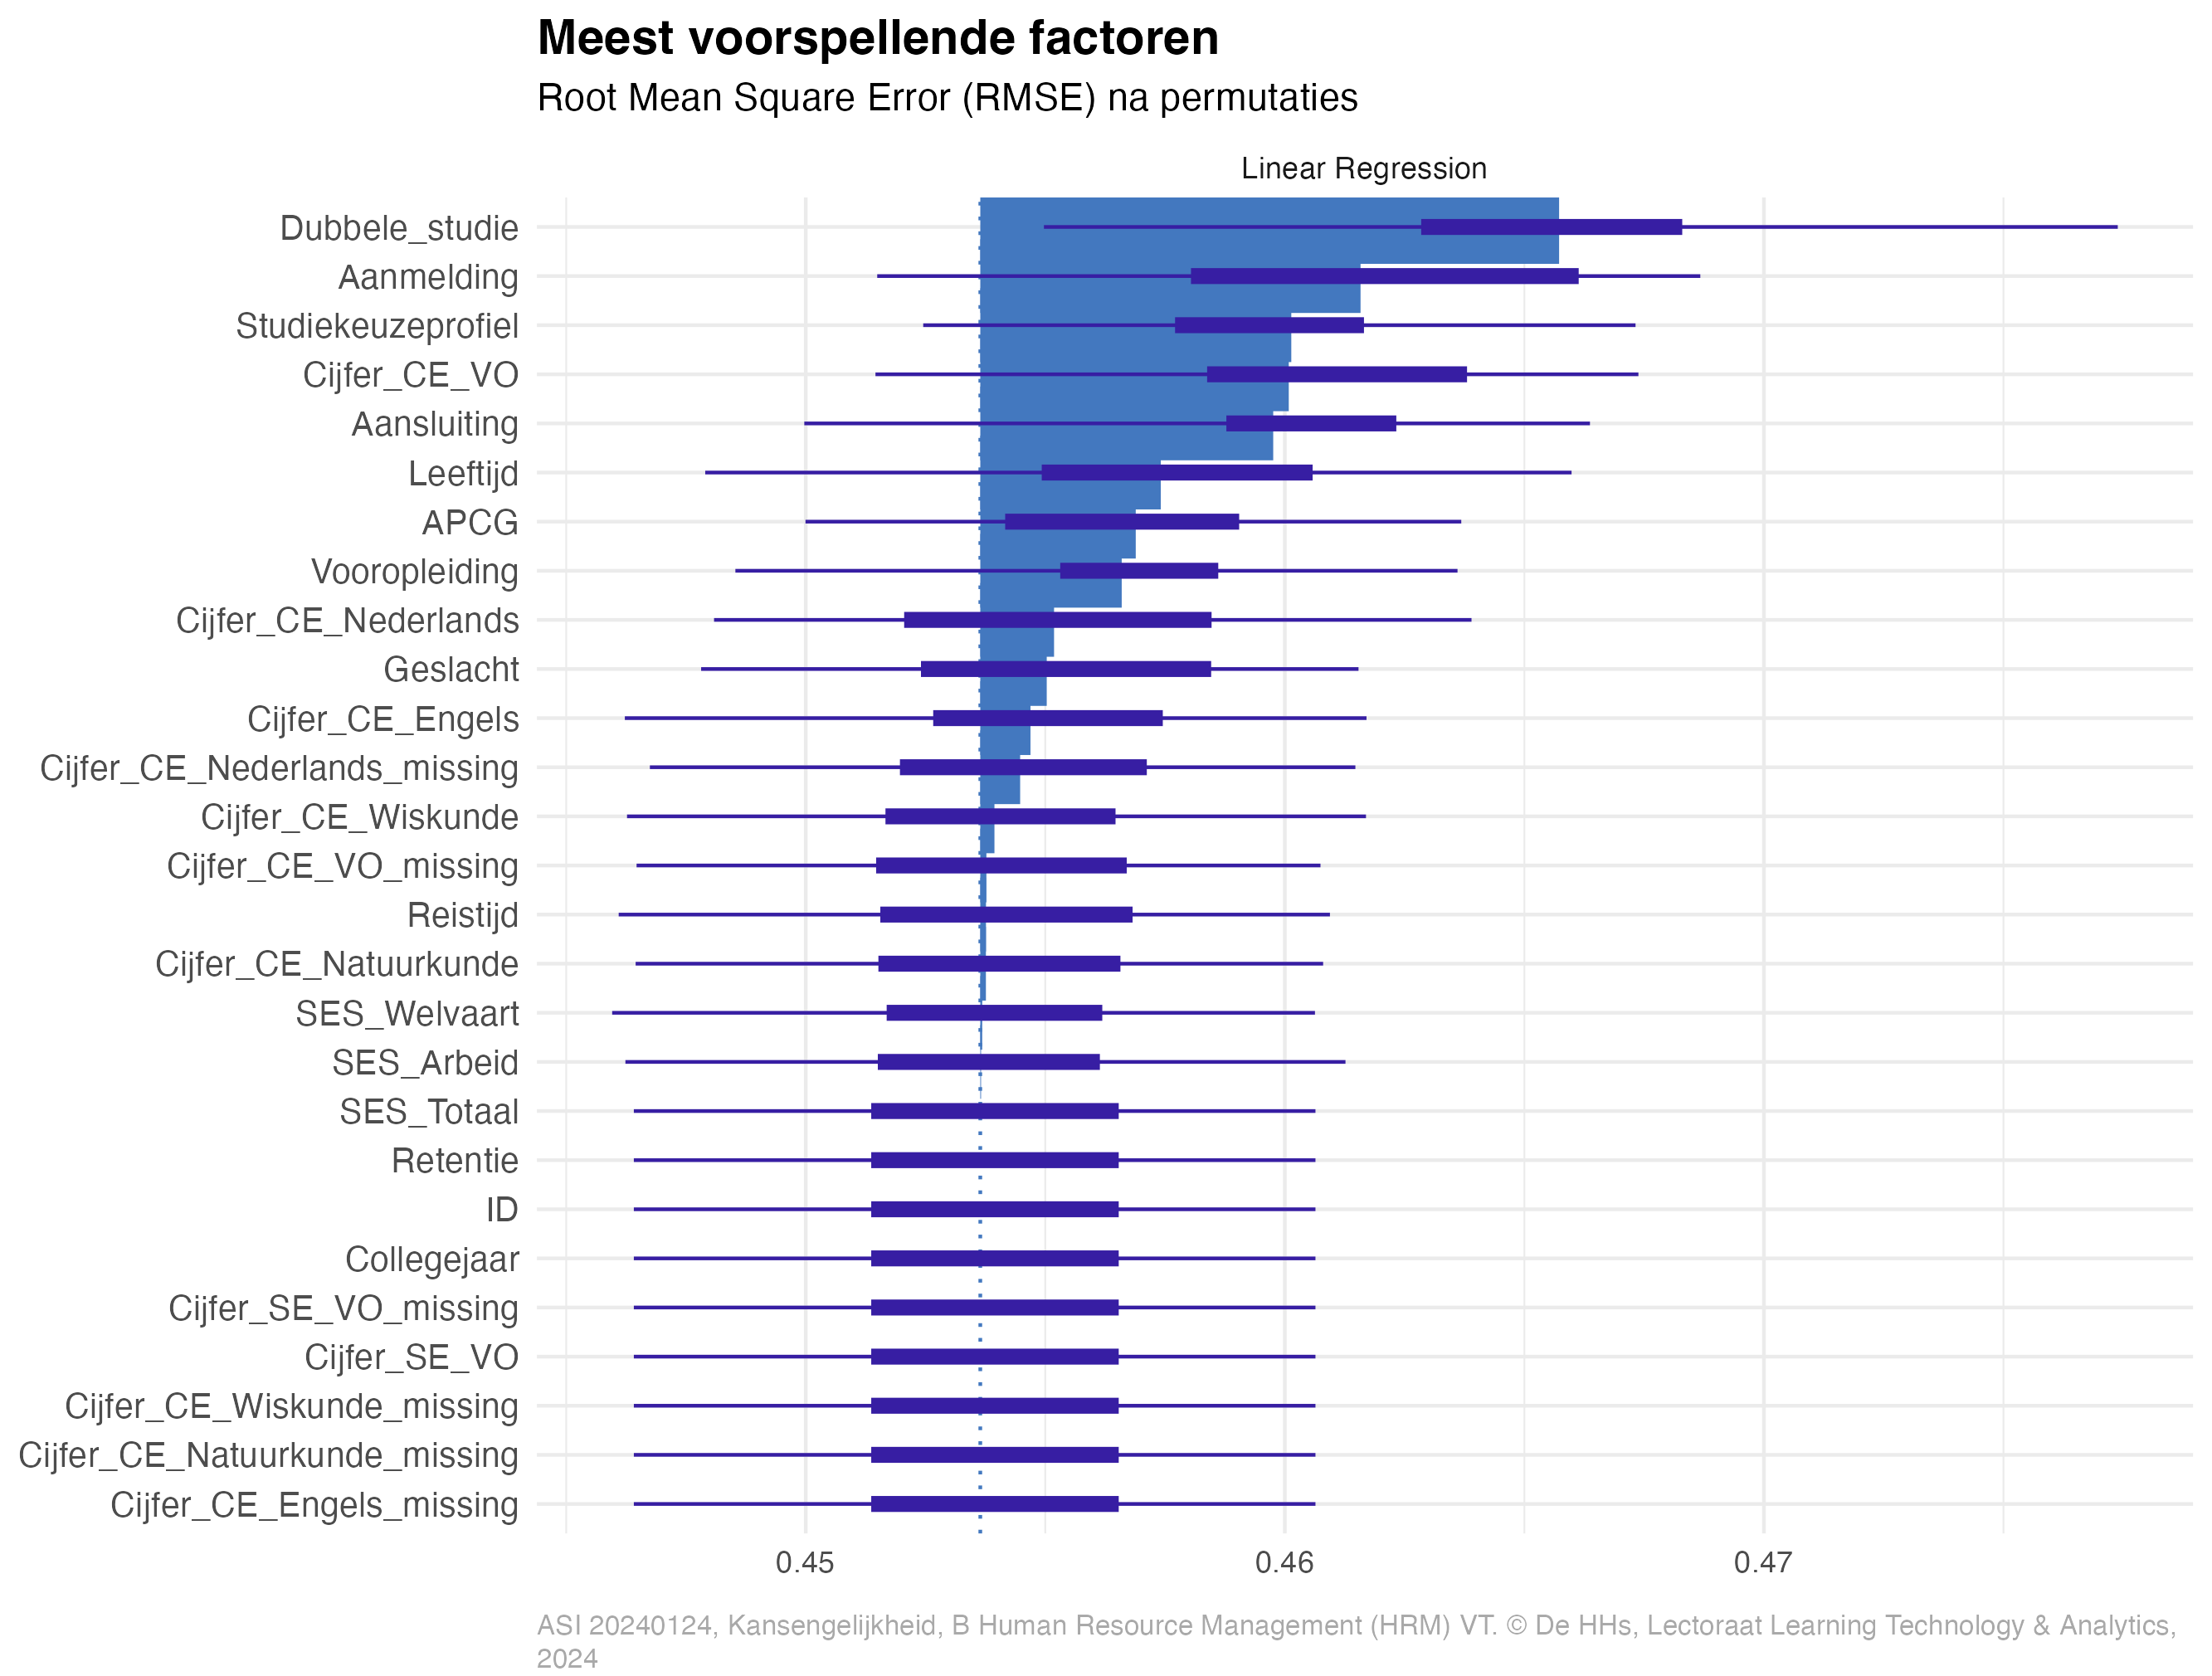 Meest voorspellende factoren
Root Mean Square Error (RMSE) na permutaties
Linear Regression
Dubbele_studie
Aanmelding
Studiekeuzeprofiel
Cijfer_CE_VO
Aansluiting
Leeftijd
APCG
Vooropleiding
Cijfer_CE_Nederlands
Geslacht
Cijfer_CE_Engels
Cijfer_CE_Nederlands_missing
Cijfer_CE_Wiskunde
Cijfer_CE_VO_missing
Reistijd
Cijfer_CE_Natuurkunde
SES_Welvaart
SES_Arbeid
SES_Totaal
Retentie
ID
Collegejaar
Cijfer_SE_VO_missing
Cijfer_SE_VO
Cijfer_CE_Wiskunde_missing
Cijfer_CE_Natuurkunde_missing
Cijfer_CE_Engels_missing
0.45 0.46 0.47
ASI 20240124, Kansengelijkheid, B Human Resource Management (HRM) VT. © De HHs, Lectoraat Learning Technology & Analytics,
2024